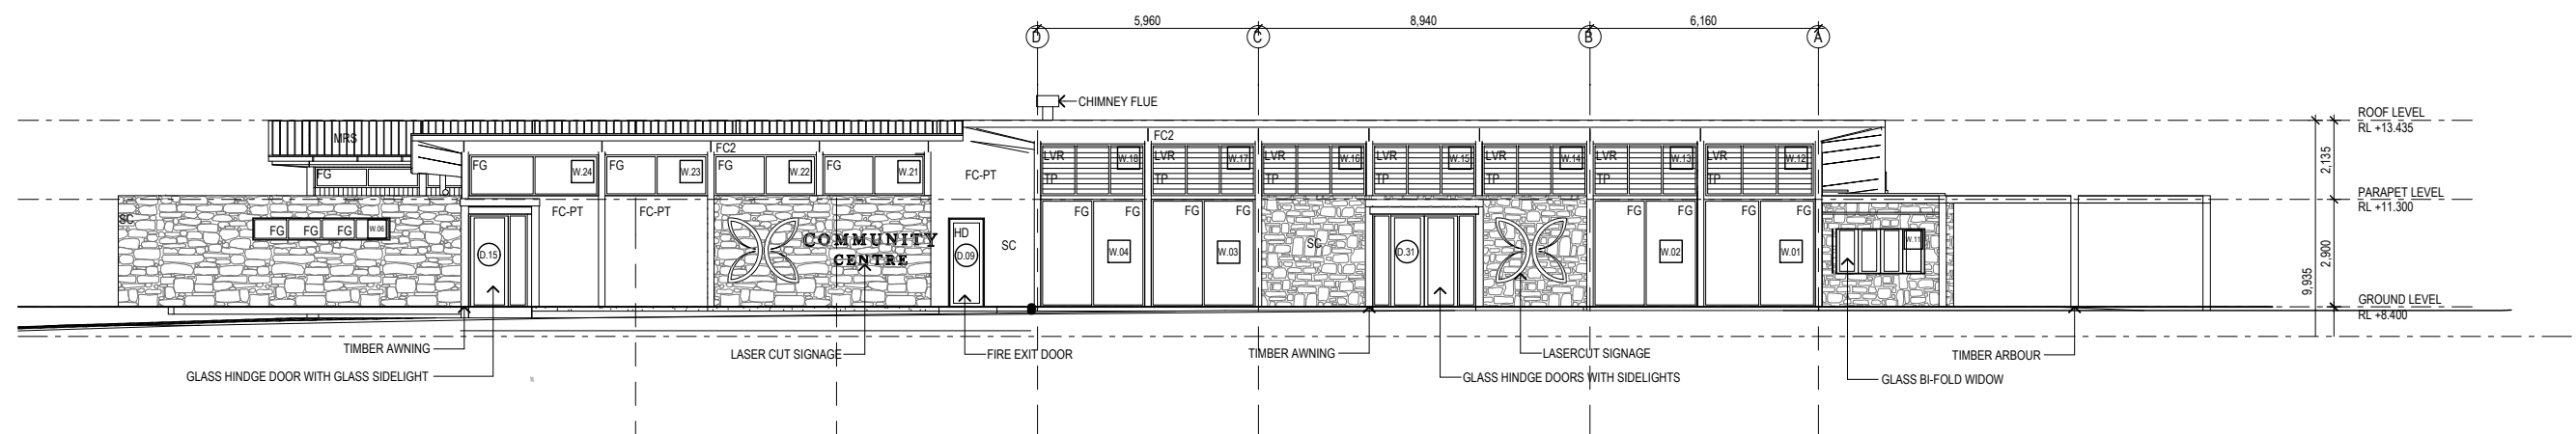 5,960
8,940
6,160
D
C
B
A
CHIMNEY FLUE
ROOF LEVEL
RL +13.435
MRS
FC2
FC2
FG
FG
W.24
FG
W.23
FG
W.22
FG
W.21
LVR
W.18
LVR
W.17
LVR
W.16
LVR
W.15
LVR
W.14
LVR
W.13
LVR
W.12
FC-PT
TP
TP
TP
TP
TP
TP
TP
2,135
PARAPET LEVEL
RL +11.300
SC
FC-PT
FC-PT
FG
FG
FG
FG
FG
FG
FG
FG
FG
FG
FG
W.06
D.15
COMMUNITY
CENTRE
HD
D.09
SC
W.04
W.03
SC
D.31
W.02
W.01
W.11
2,900
9,935
GROUND LEVEL
RL +8.400
TIMBER AWNING
LASER CUT SIGNAGE
FIRE EXIT DOOR
TIMBER AWNING
LASERCUT SIGNAGE
TIMBER ARBOUR
GLASS HINDGE DOOR WITH GLASS SIDELIGHT
GLASS HINDGE DOORS WITH SIDELIGHTS
GLASS BI-FOLD WIDOW